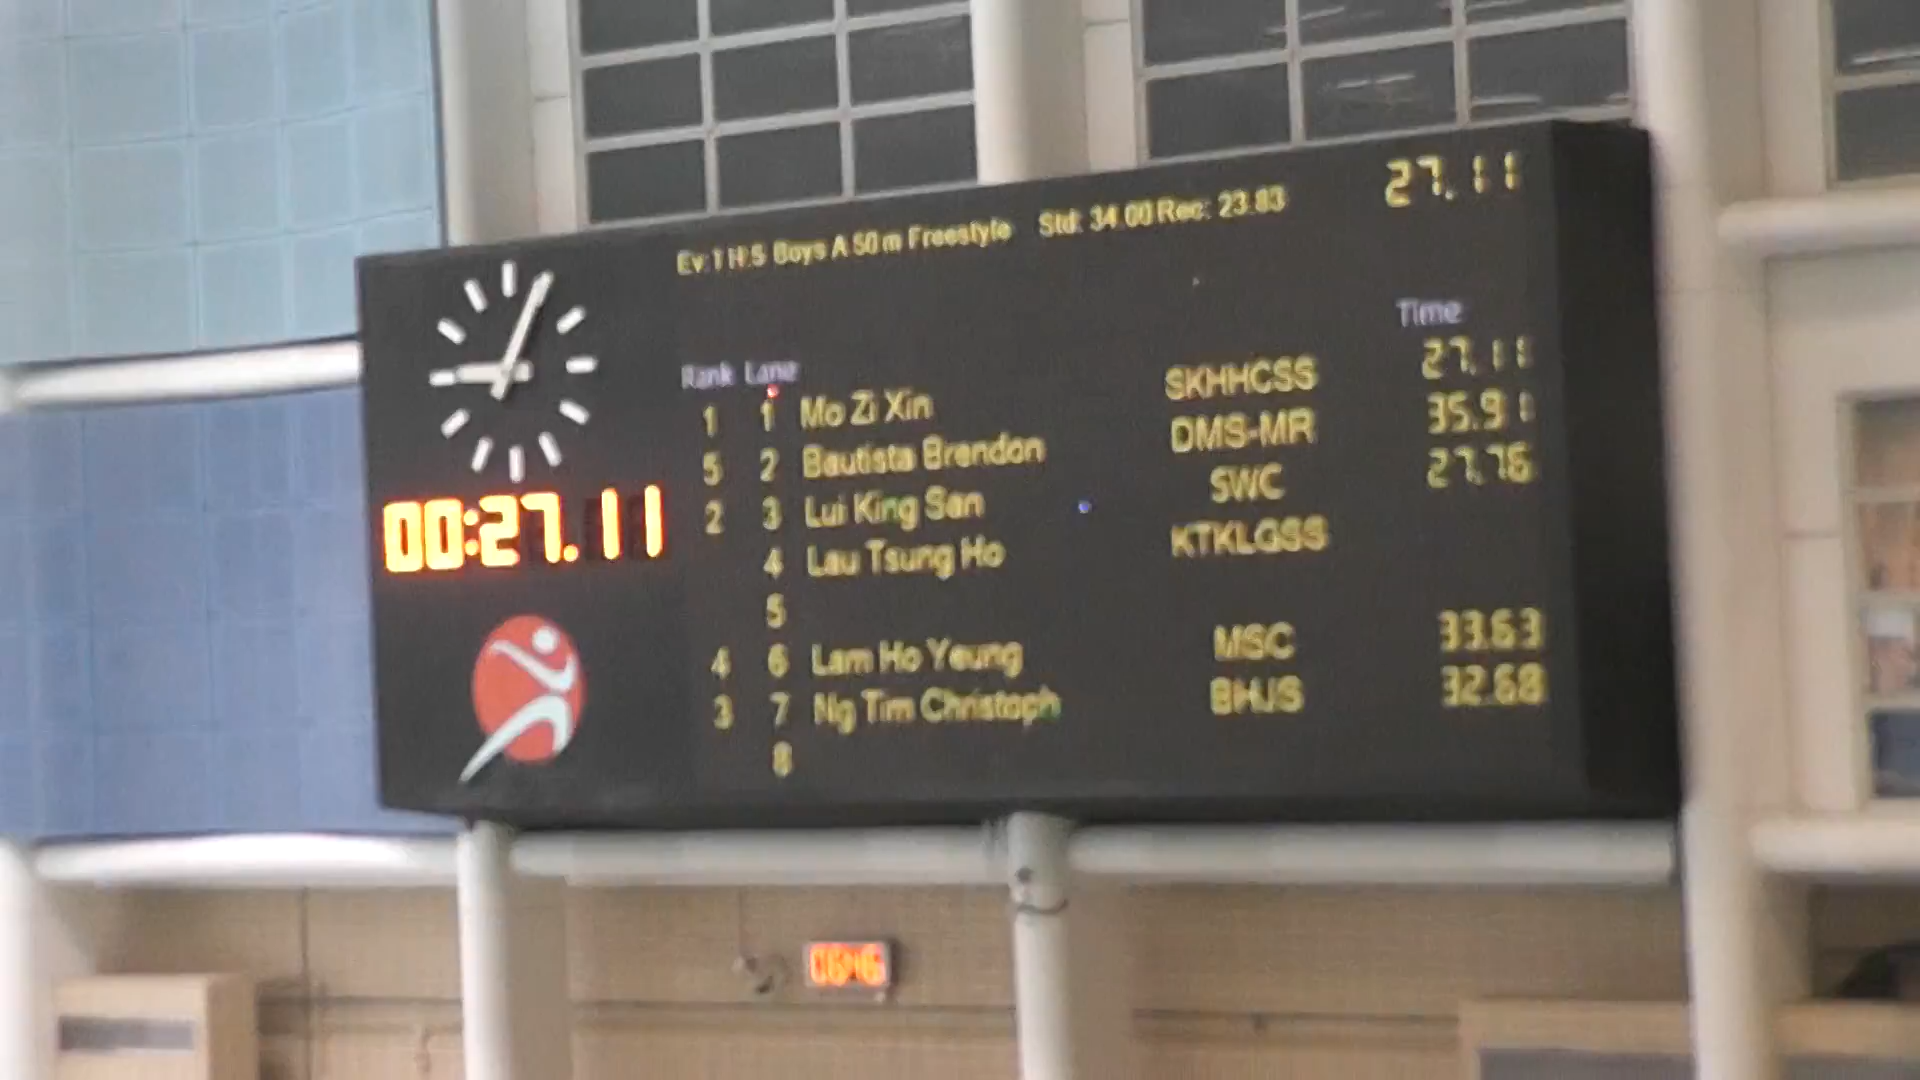 27.11
Ev: 1 H:5 Boys A 50 m Freestyle Std: 34.00 Rec: 23.83
Time
Rank Lane
1 1 Mo Zi Xin SKHHCSS 27.11
5 2 Bautista Brendon DMS-MR 35.91
2 3 Lui King San SWC 27.76
4 Lau Tsung Ho KTKLGSS
5
4 6 Lam Ho Yeung MSC 33.63
3 7 Ng Tim Christoph BHJS 32.68
8
00:27.11